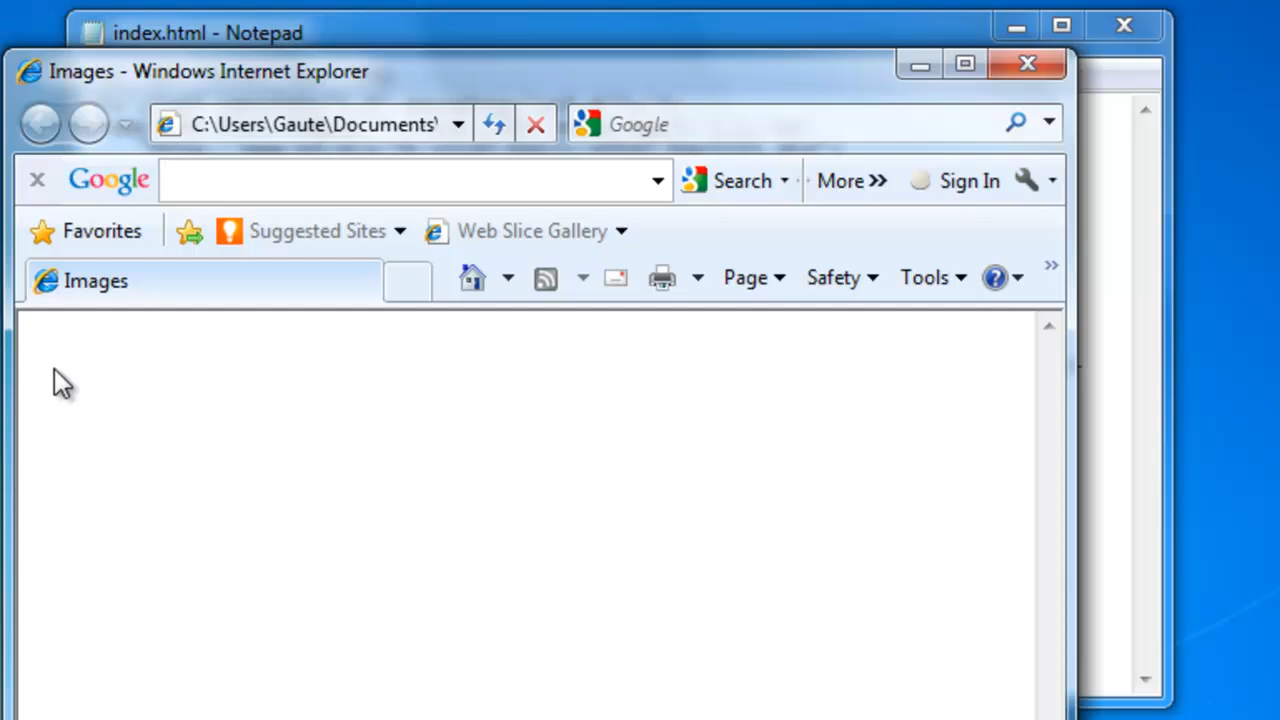 index.html - Notepad
Images - Windows Internet Explorer
C:\Users\Gaute\Documents\
Google
Google Search More >> Sign In
Favorites Suggested Sites Web Slice Gallery
Images Page Safety Tools